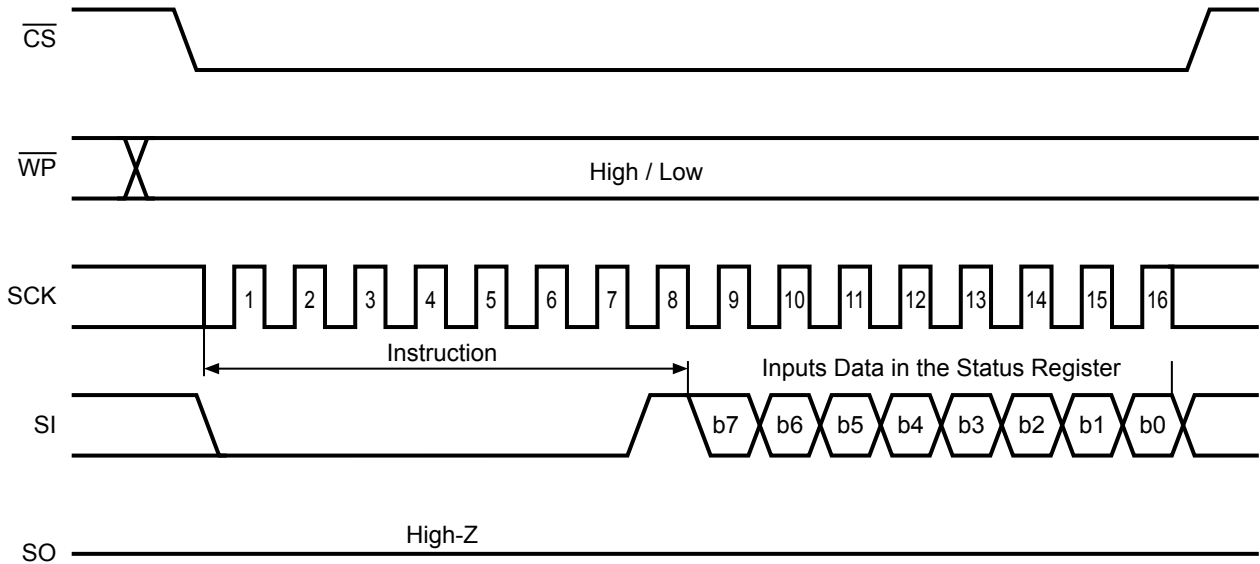 CS
WP
High / Low
SCK
1 2 3 4 5 6 7 8 9 10 11 12 13 14 15 16
Instruction
Inputs Data in the Status Register
SI
b7 b6 b5 b4 b3 b2 b1 b0
High-Z
SO